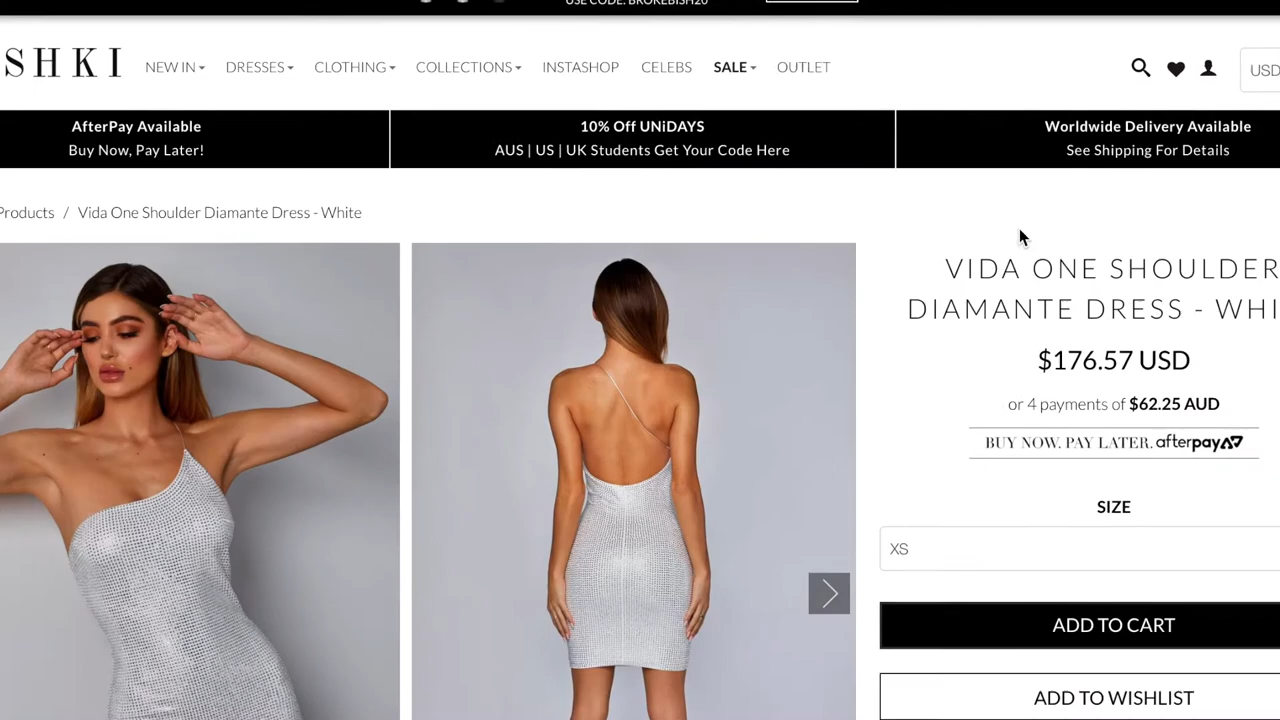 USE CODE: BROKEBISH20
SHKI
NEW IN
DRESSES
CLOTHING
COLLECTIONS
INSTASHOP
CELEBS
SALE
OUTLET
USD
AfterPay Available
Buy Now, Pay Later!
10% Off UNiDAYS
AUS | US | UK Students Get Your Code Here
Worldwide Delivery Available
See Shipping For Details
Products / Vida One Shoulder Diamante Dress - White
VIDA ONE SHOULDER
DIAMANTE DRESS - WHI
$176.57 USD
or 4 payments of $62.25 AUD
BUY NOW. PAY LATER. afterpay
SIZE
XS
ADD TO CART
ADD TO WISHLIST